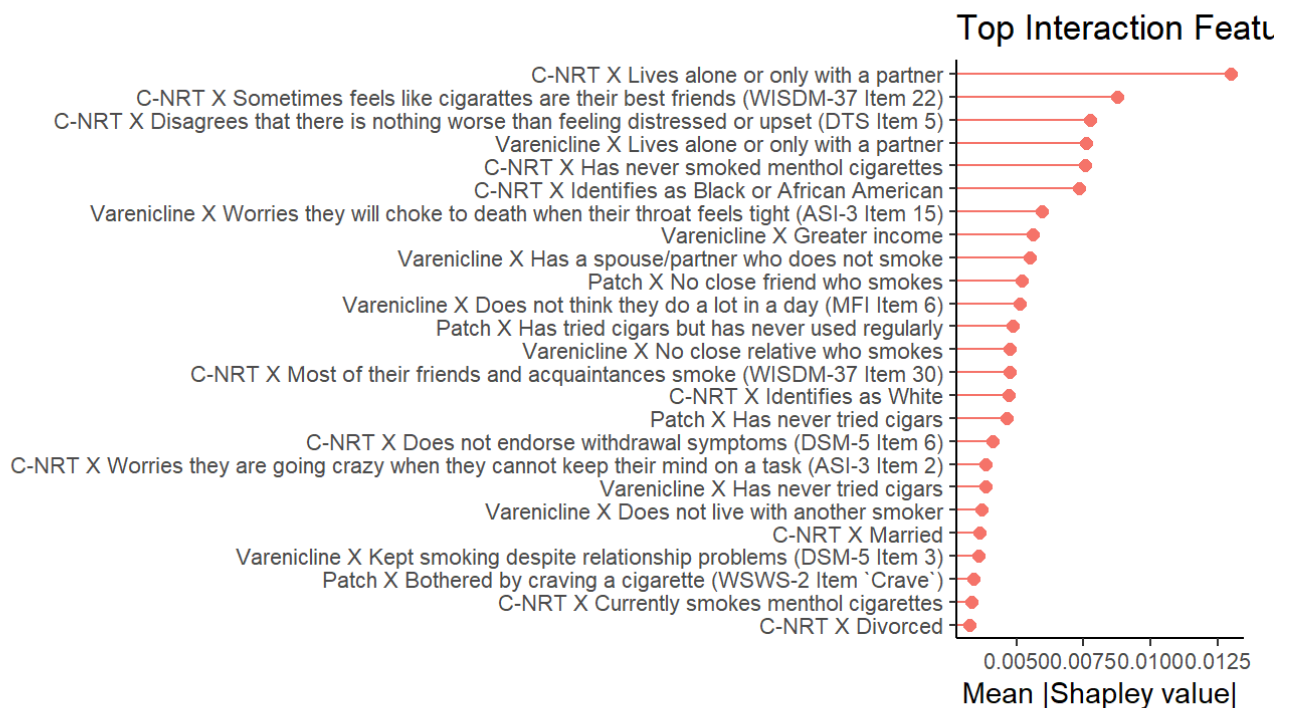 Top Interaction Featu
C-NRT X Lives alone or only with a partner
C-NRT X Sometimes feels like cigarattes are their best friends (WISDM-37 Item 22)
C-NRT X Disagrees that there is nothing worse than feeling distressed or upset (DTS Item 5)
Varenicline X Lives alone or only with a partner
C-NRT X Has never smoked menthol cigarettes
C-NRT X Identifies as Black or African American
Varenicline X Worries they will choke to death when their throat feels tight (ASI-3 Item 15)
Varenicline X Greater income
Varenicline X Has a spouse/partner who does not smoke
Patch X No close friend who smokes
Varenicline X Does not think they do a lot in a day (MFI Item 6)
Patch X Has tried cigars but has never used regularly
Varenicline X No close relative who smokes
C-NRT X Most of their friends and acquaintances smoke (WISDM-37 Item 30)
C-NRT X Identifies as White
Patch X Has never tried cigars
C-NRT X Does not endorse withdrawal symptoms (DSM-5 Item 6)
C-NRT X Worries they are going crazy when they cannot keep their mind on a task (ASI-3 Item 2)
Varenicline X Has never tried cigars
Varenicline X Does not live with another smoker
C-NRT X Married
Varenicline X Kept smoking despite relationship problems (DSM-5 Item 3)
Patch X Bothered by craving a cigarette (WSWS-2 Item `Crave`)
C-NRT X Currently smokes menthol cigarettes
C-NRT X Divorced
0.00500.00750.01000.0125
Mean |Shapley value|